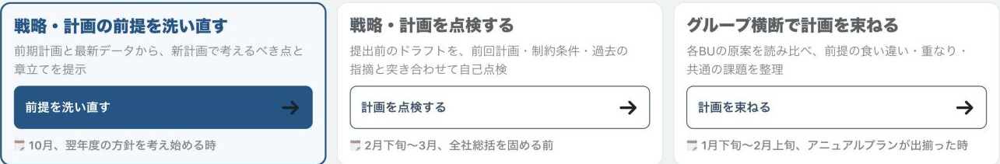 戦略・計画の前提を洗い直す
前期計画と最新データから、新計画で考えるべき点と
章立てを提示
前提を洗い直す
10月、翌年度の方針を考え始める時
戦略・計画を点検する
提出前のドラフトを、前回計画・制約条件・過去の
指摘と突き合わせて自己点検
計画を点検する
2月下旬〜3月、全社総括を固める前
グループ横断で計画を束ねる
各BUの原案を読み比べ、前提の食い違い・重なり・
共通の課題を整理
計画を束ねる
1月下旬〜2月上旬、アニュアルプランが出揃った時